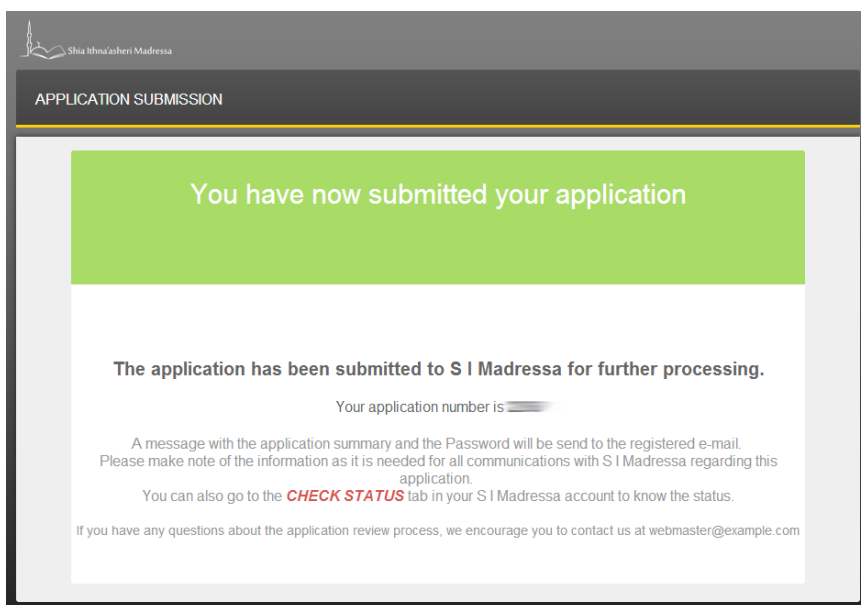 Shia Ithna'asheri Madressa
APPLICATION SUBMISSION
You have now submitted your application
The application has been submitted to S I Madressa for further processing.
Your application number is
A message with the application summary and the Password will be send to the registered e-mail.
Please make note of the information as it is needed for all communications with S I Madressa regarding this
application.
You can also go to the CHECK STATUS tab in your S I Madressa account to know the status.
If you have any questions about the application review process, we encourage you to contact us at webmaster@example.com